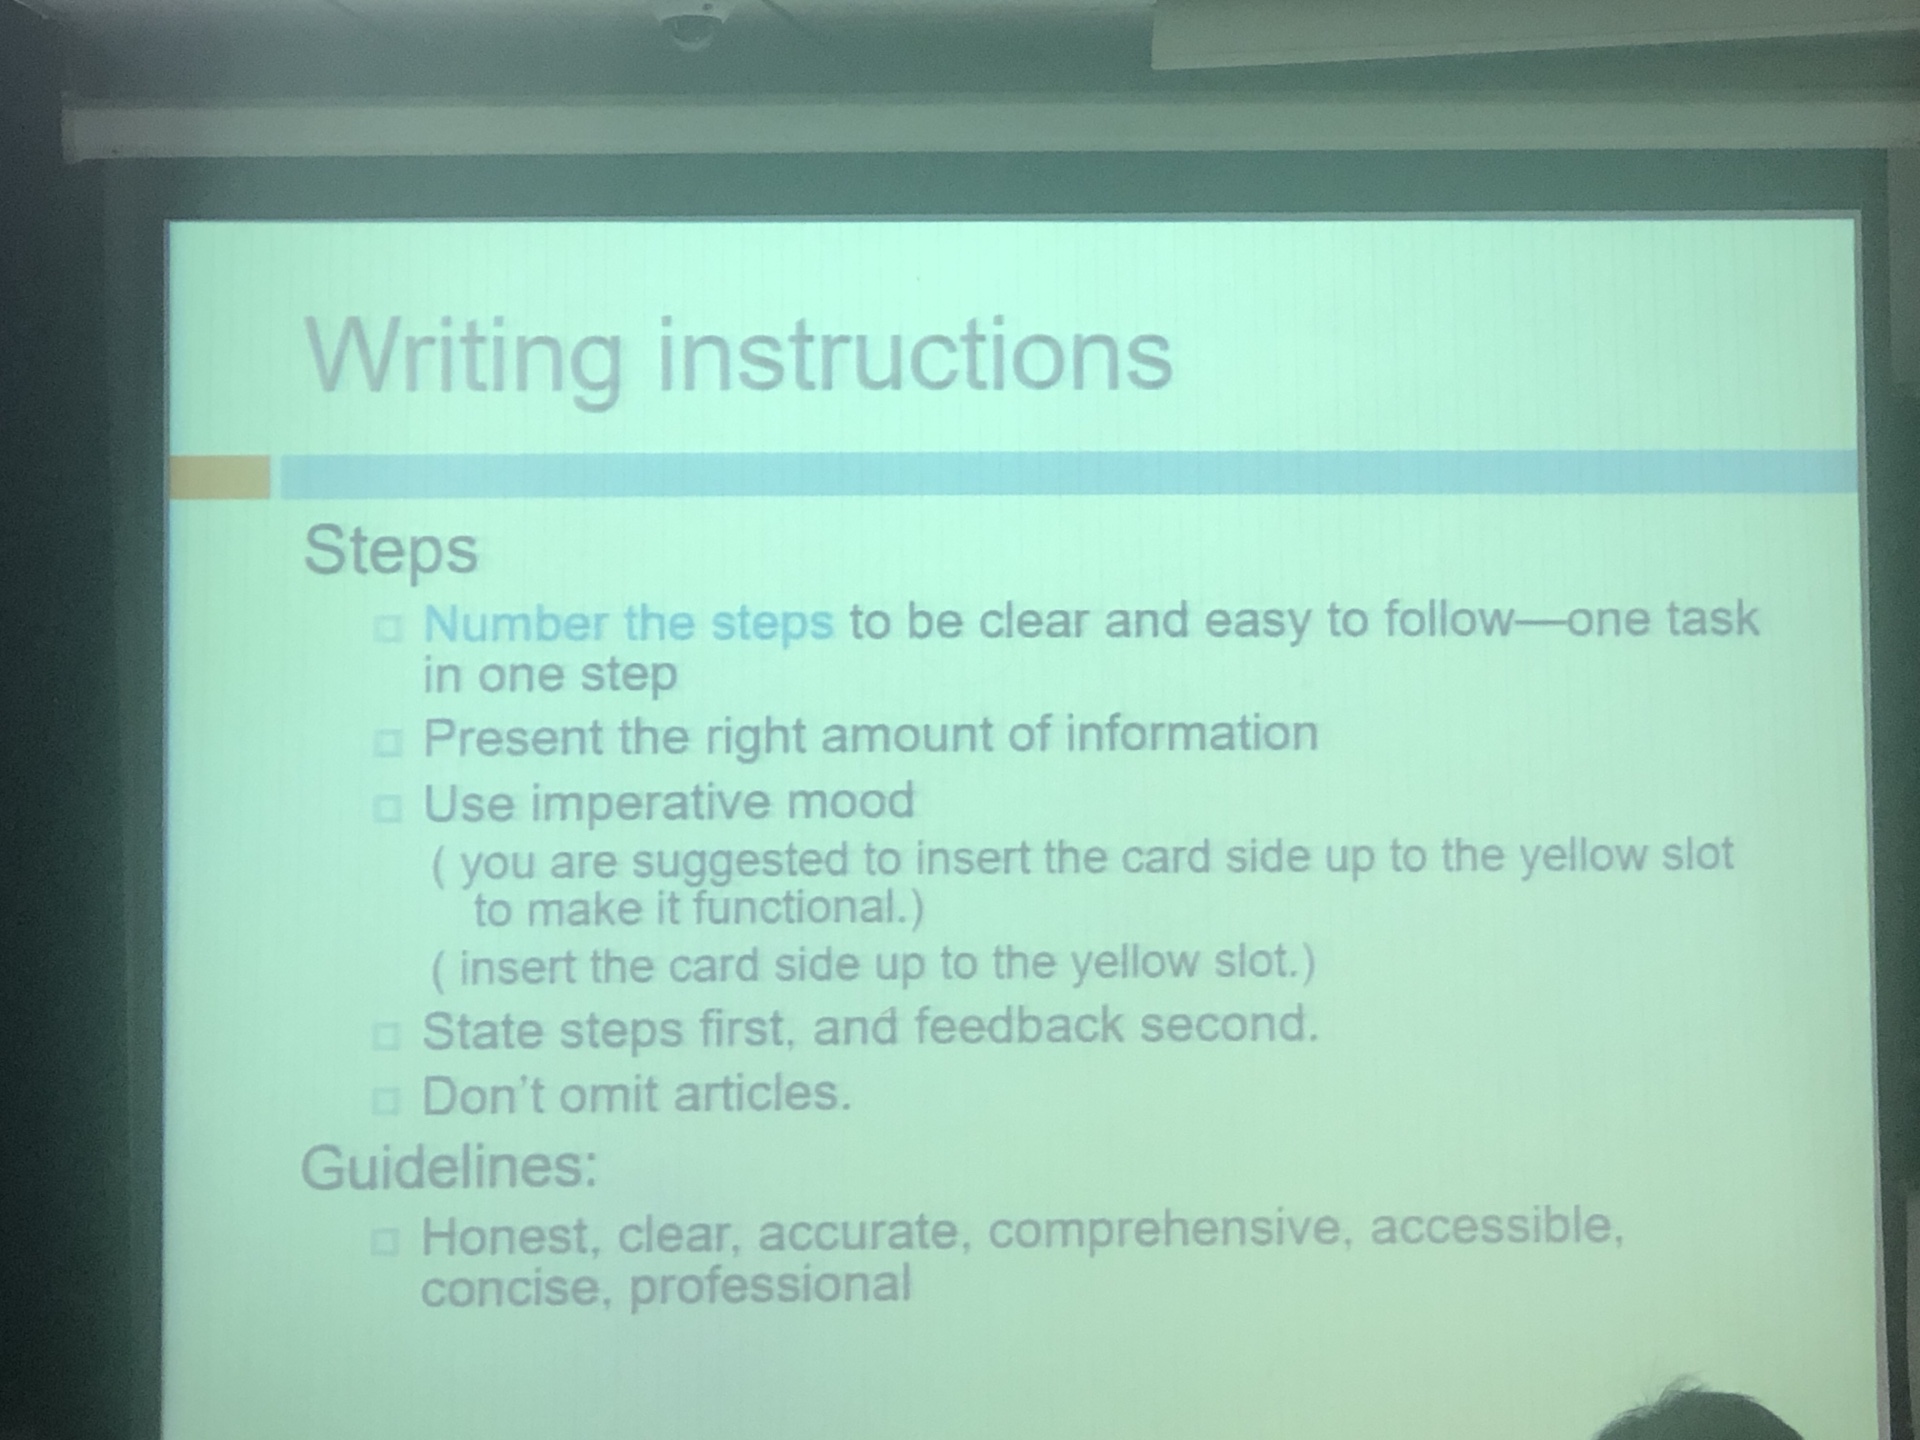 Writing instructions
Steps
Number the steps to be clear and easy to follow—one task
in one step
Present the right amount of information
Use imperative mood
( you are suggested to insert the card side up to the yellow slot
to make it functional.)
( insert the card side up to the yellow slot.)
State steps first, and feedback second.
Don't omit articles.
Guidelines:
Honest, clear, accurate, comprehensive, accessible,
concise, professional